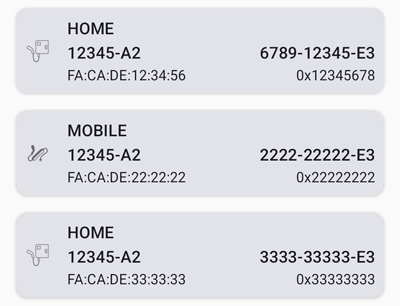 HOME
12345-A2 6789-12345-E3
FA:CA:DE:12:34:56 0x12345678
MOBILE
12345-A2 2222-22222-E3
FA:CA:DE:22:22:22 0x22222222
HOME
12345-A2 3333-33333-E3
FA:CA:DE:33:33:33 0x33333333